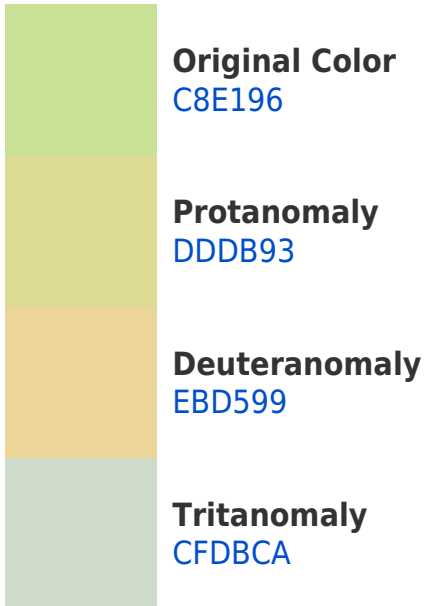 Original Color
C8E196
Protanomaly
DDDB93
Deuteranomaly
EBD599
Tritanomaly
CFDBCA